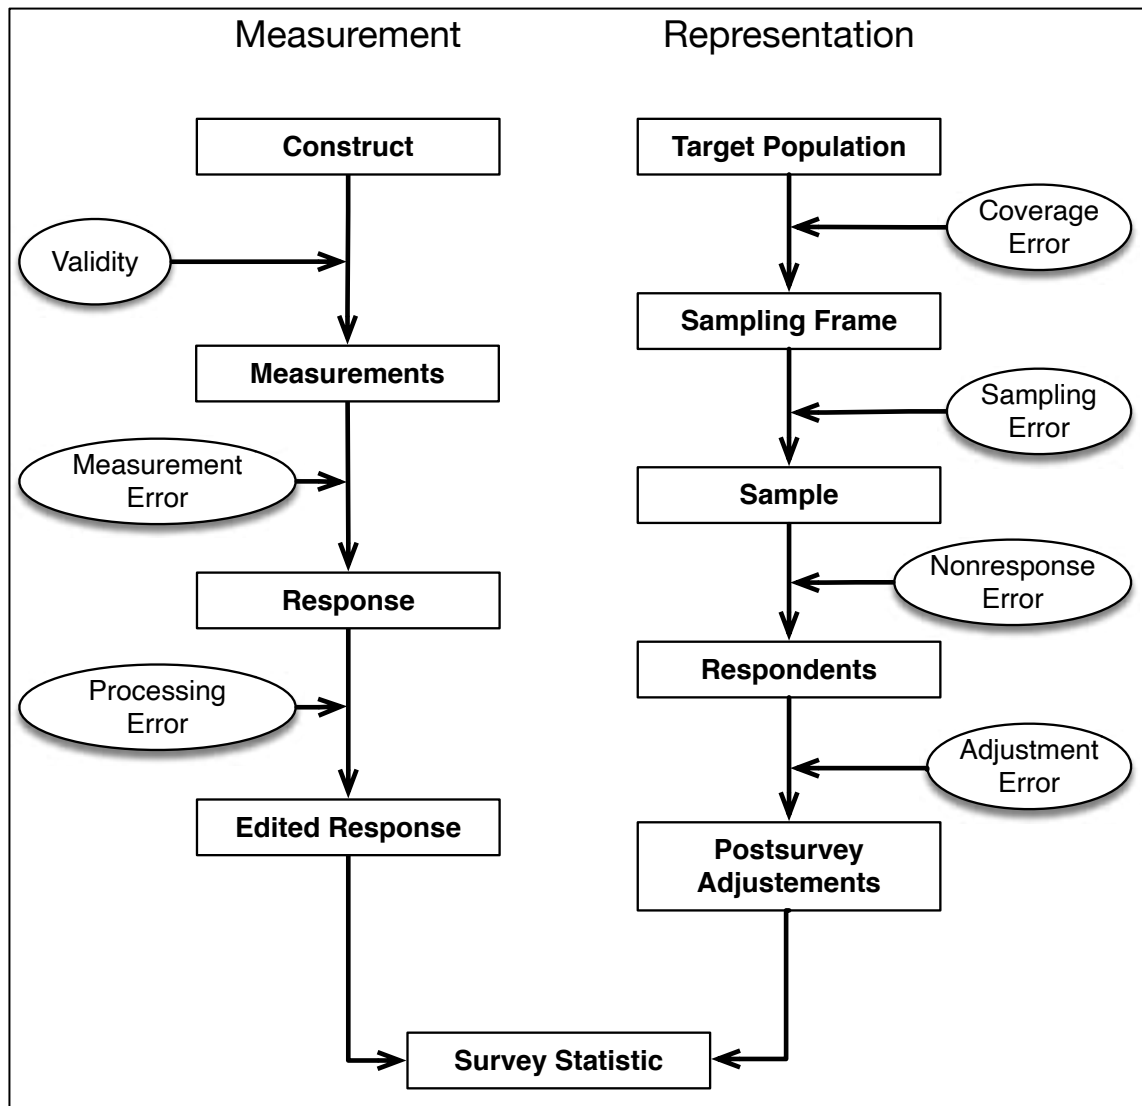 Measurement
Representation
Construct
Target Population
Validity
Coverage
Error
Sampling Frame
Measurements
Sampling
Error
Measurement
Error
Sample
Response
Nonresponse
Error
Respondents
Processing
Error
Adjustment
Error
Edited Response
Postsurvey
Adjustements
Survey Statistic